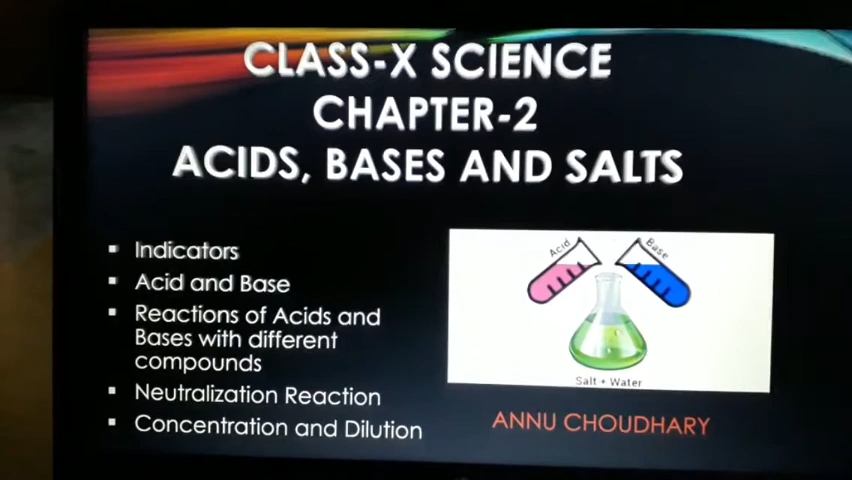 CLASS-X SCIENCE
CHAPTER-2
ACIDS, BASES AND SALTS
▪ Indicators
▪ Acid and Base
▪ Reactions of Acids and
Bases with different
compounds
▪ Neutralization Reaction
▪ Concentration and Dilution
Acid
Base
Salt + Water
ANNU CHOUDHARY